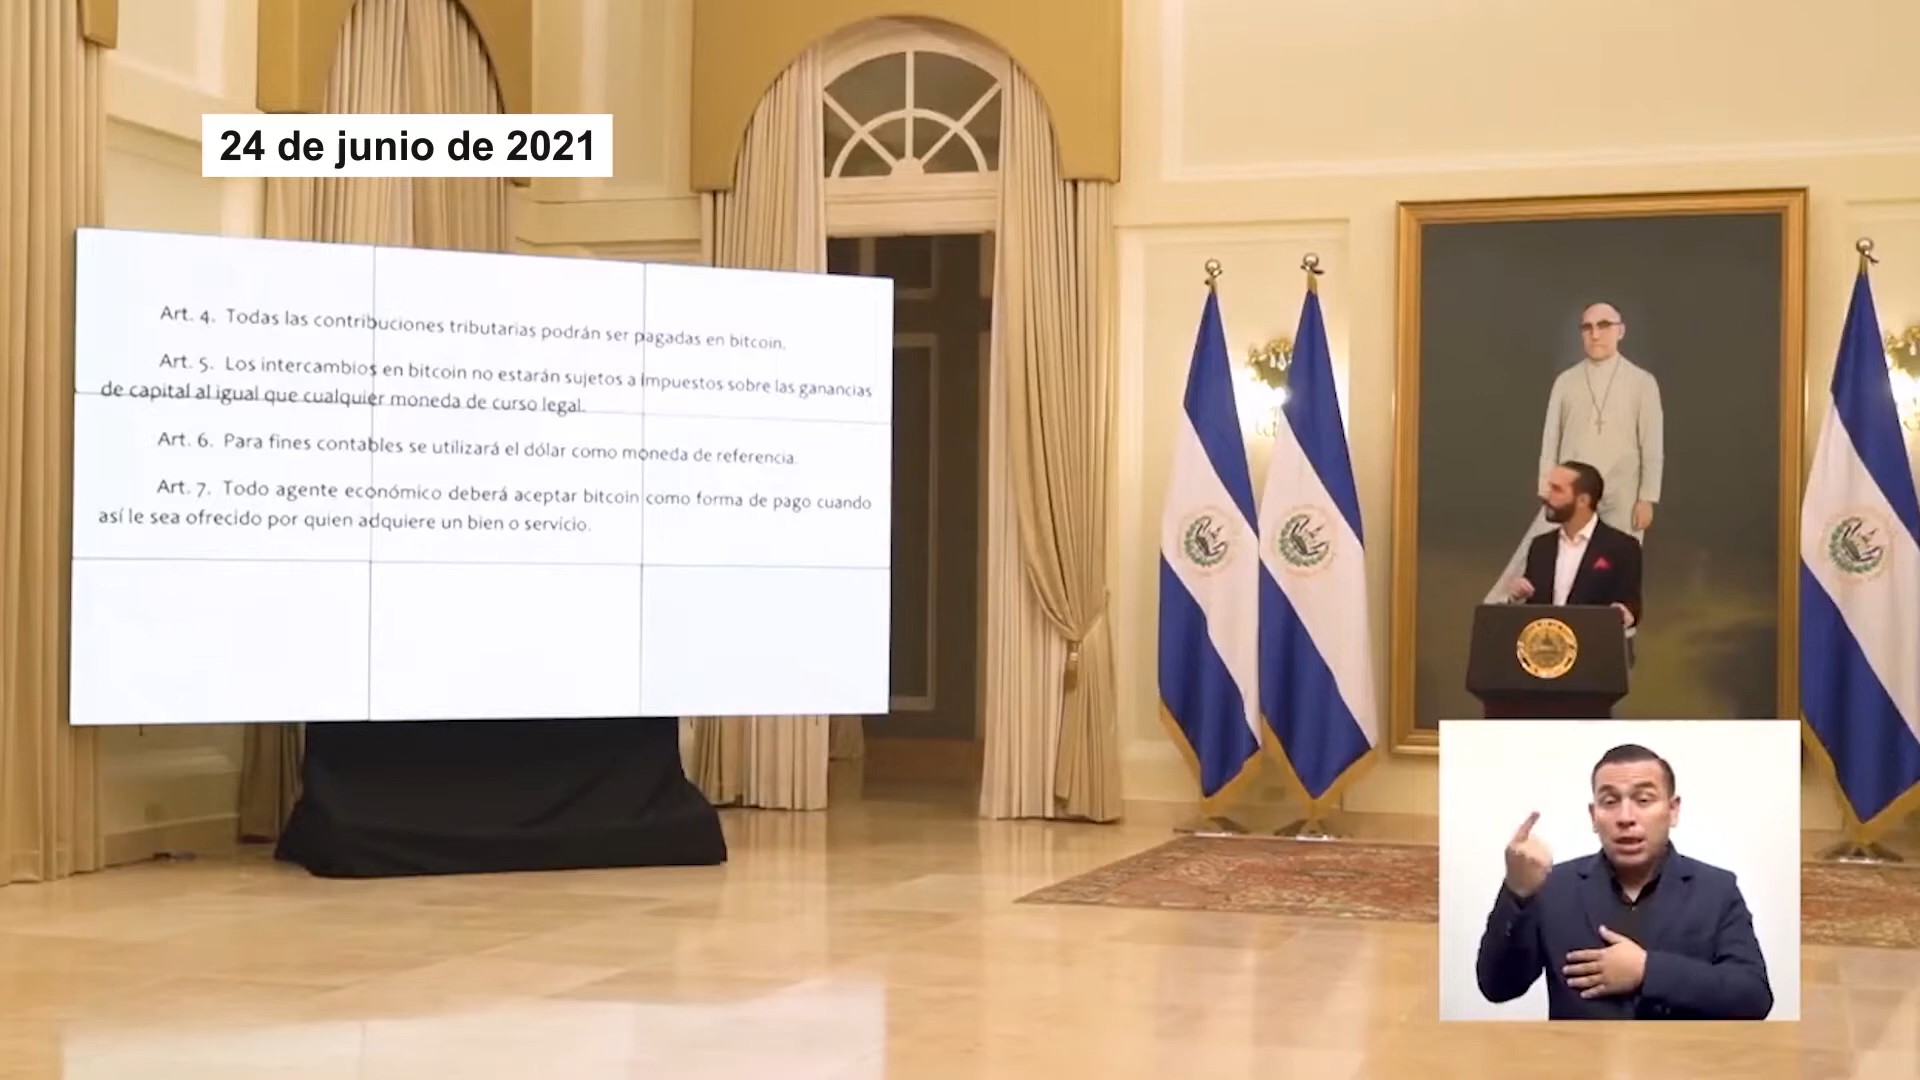 24 de junio de 2021
Art. 4. Todas las contribuciones tributarias podrán ser pagadas en bitcoin.
Art. 5. Los intercambios en bitcoin no estarán sujetos a impuestos sobre las ganancias
de capital al igual que cualquier moneda de curso legal.
Art. 6. Para fines contables se utilizará el dólar como moneda de referencia.
Art. 7. Todo agente económico deberá aceptar bitcoin como forma de pago cuando
así le sea ofrecido por quien adquiere un bien o servicio.